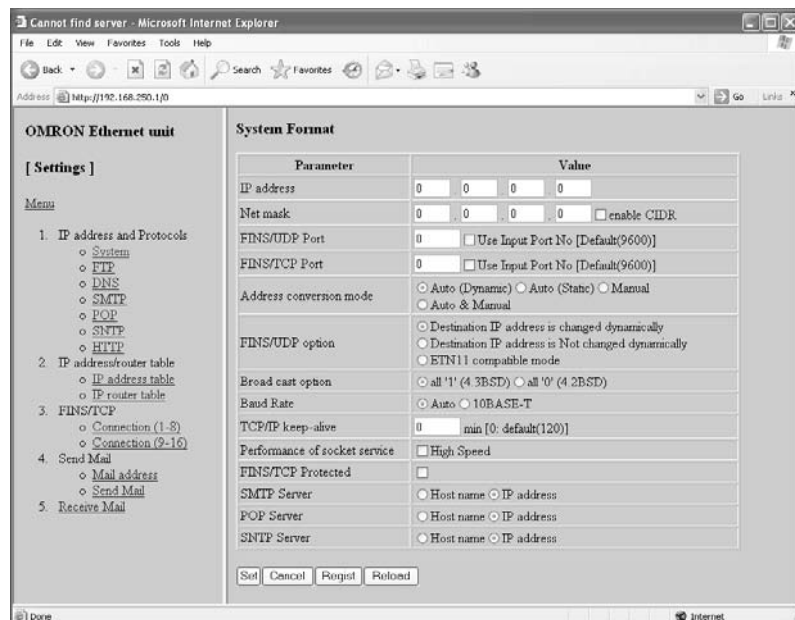 Cannot find server - Microsoft Internet Explorer
File Edit View Favorites Tools Help
Back Search Favorites
Address http://192.168.250.1/0 Go Links
OMRON Ethernet unit
[ Settings ]
Menu
1. IP address and Protocols
System
FTP
DNS
SMTP
POP
SNTP
HTTP
2. IP address/router table
IP address table
IP router table
3. FINS/TCP
Connection (1-8)
Connection (9-16)
4. Send Mail
Mail address
Send Mail
5. Receive Mail
System Format
Parameter Value
IP address 0 . 0 . 0 . 0
Net mask 0 . 0 . 0 . 0 enable CIDR
FINS/UDP Port 0 Use Input Port No [Default(9600)]
FINS/TCP Port 0 Use Input Port No [Default(9600)]
Address conversion mode Auto (Dynamic) Auto (Static) Manual
Auto & Manual
FINS/UDP option Destination IP address is changed dynamically
Destination IP address is Not changed dynamically
ETN11 compatible mode
Broad cast option all '1' (4.3BSD) all '0' (4.2BSD)
Baud Rate Auto 10BASE-T
TCP/IP keep-alive 0 min [0: default(120)]
Performance of socket service High Speed
FINS/TCP Protected
SMTP Server Host name IP address
POP Server Host name IP address
SNTP Server Host name IP address
Set Cancel Regist Reload
Done Internet